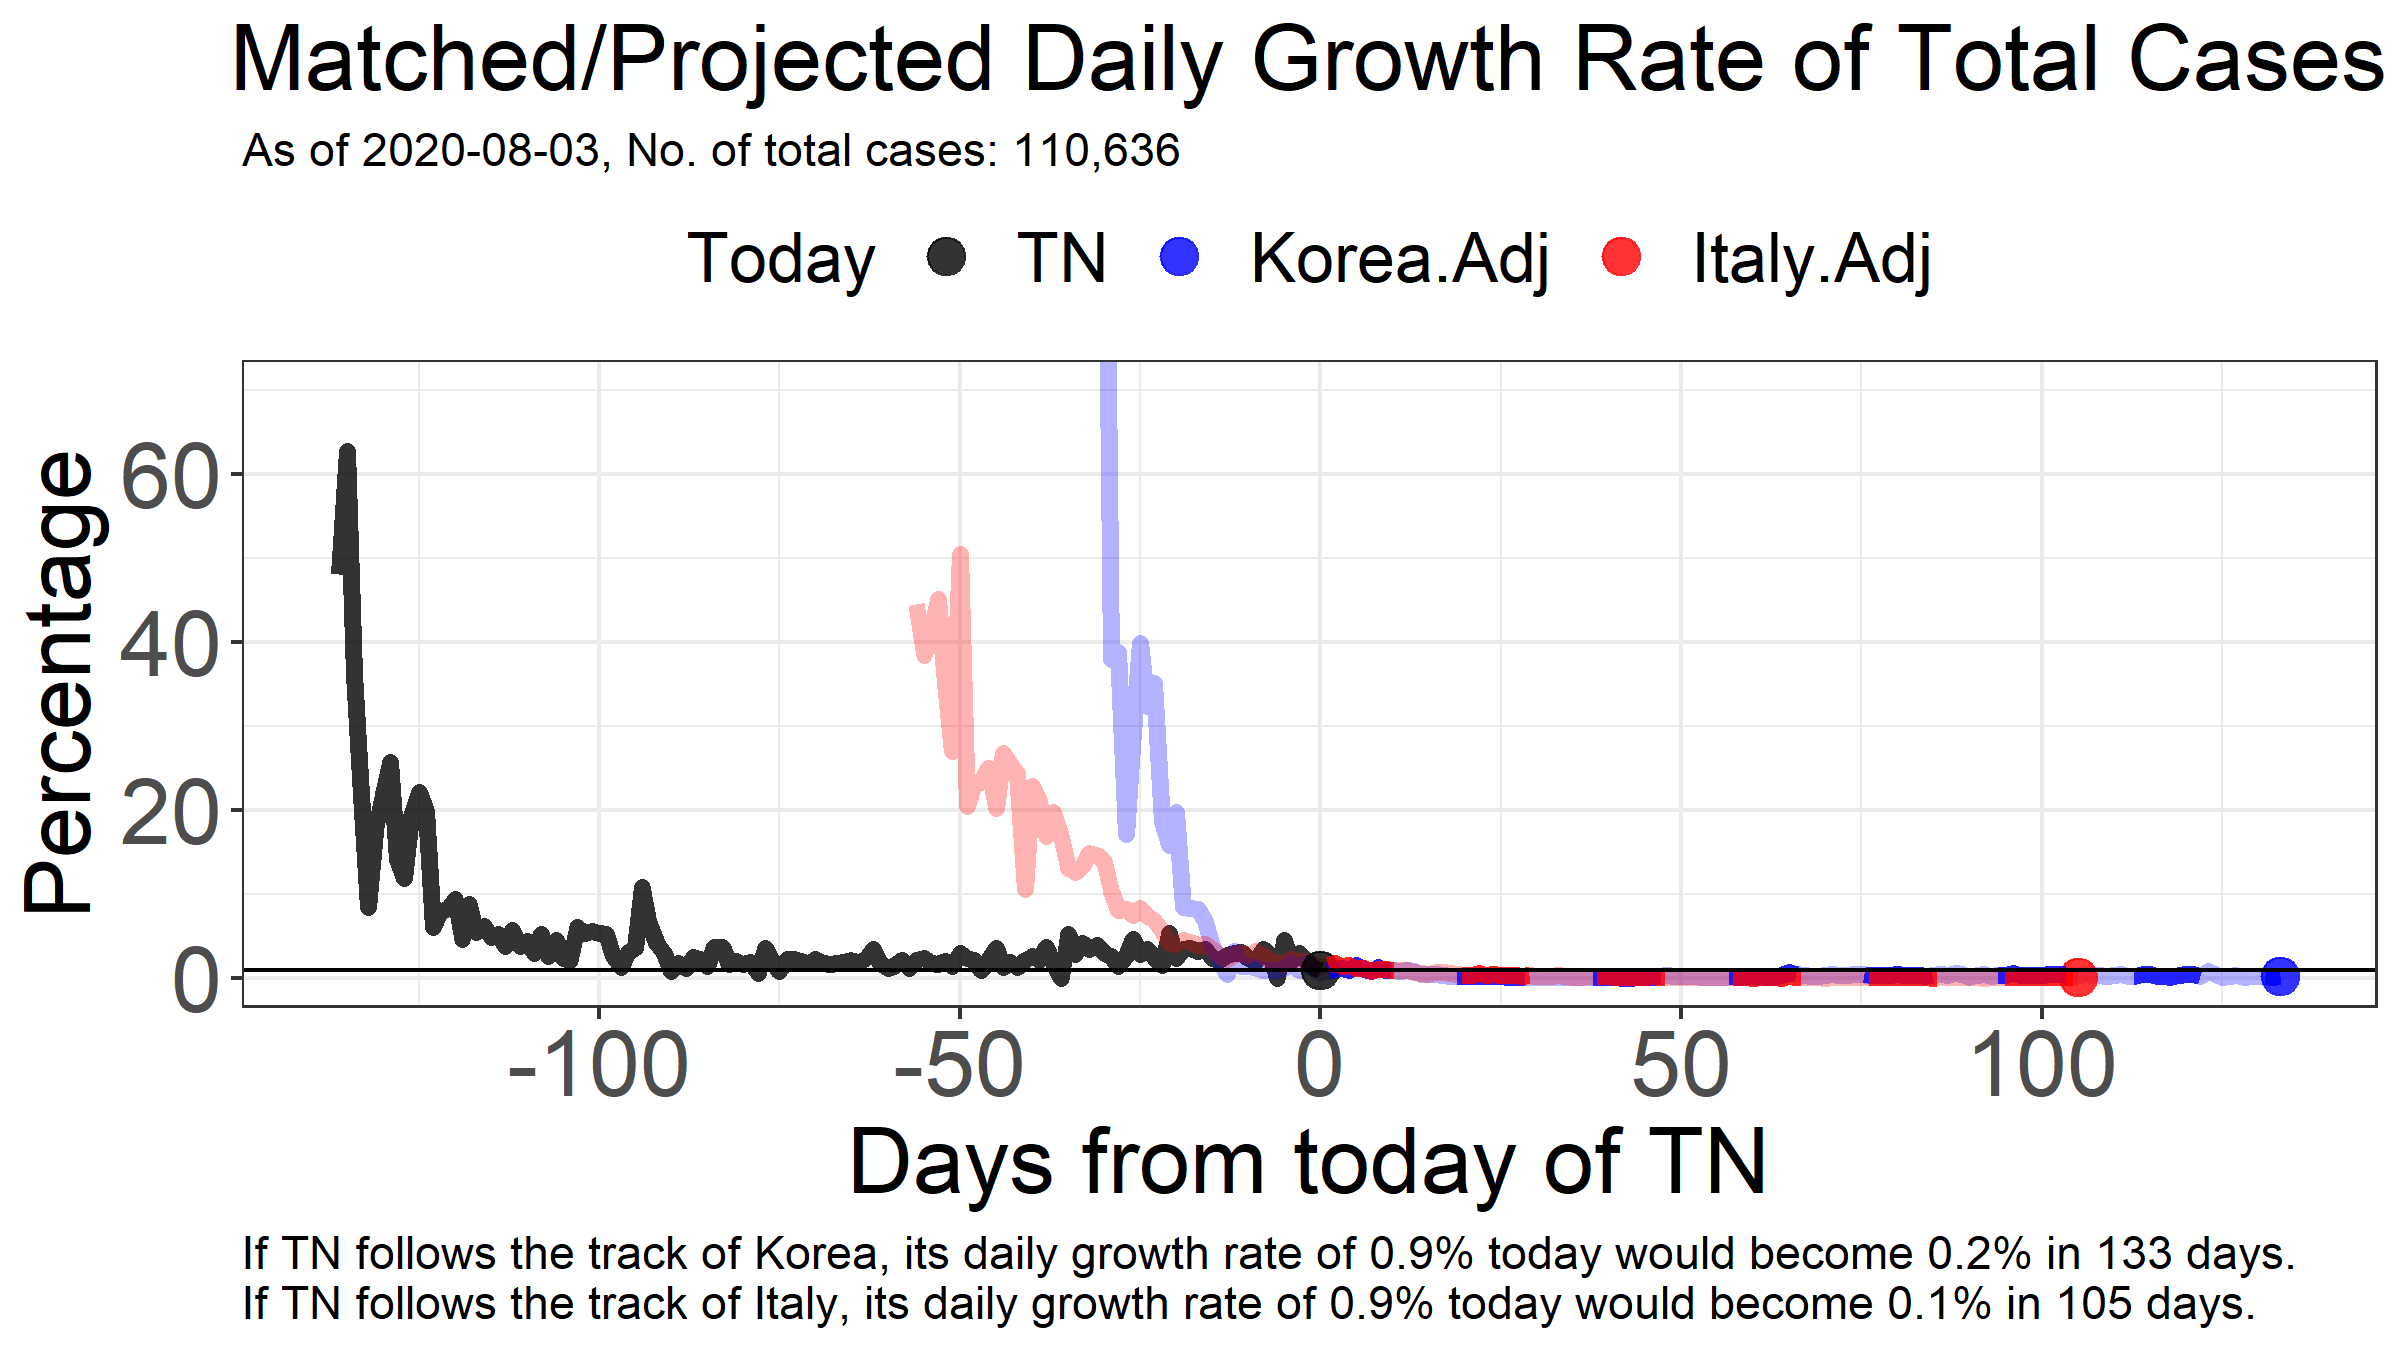 Matched/Projected Daily Growth Rate of Total Cases
As of 2020-08-03, No. of total cases: 110,636
Today TN Korea.Adj Italy.Adj
Percentage
60
40
20
0
-100 -50 0 50 100
Days from today of TN
If TN follows the track of Korea, its daily growth rate of 0.9% today would become 0.2% in 133 days.
If TN follows the track of Italy, its daily growth rate of 0.9% today would become 0.1% in 105 days.